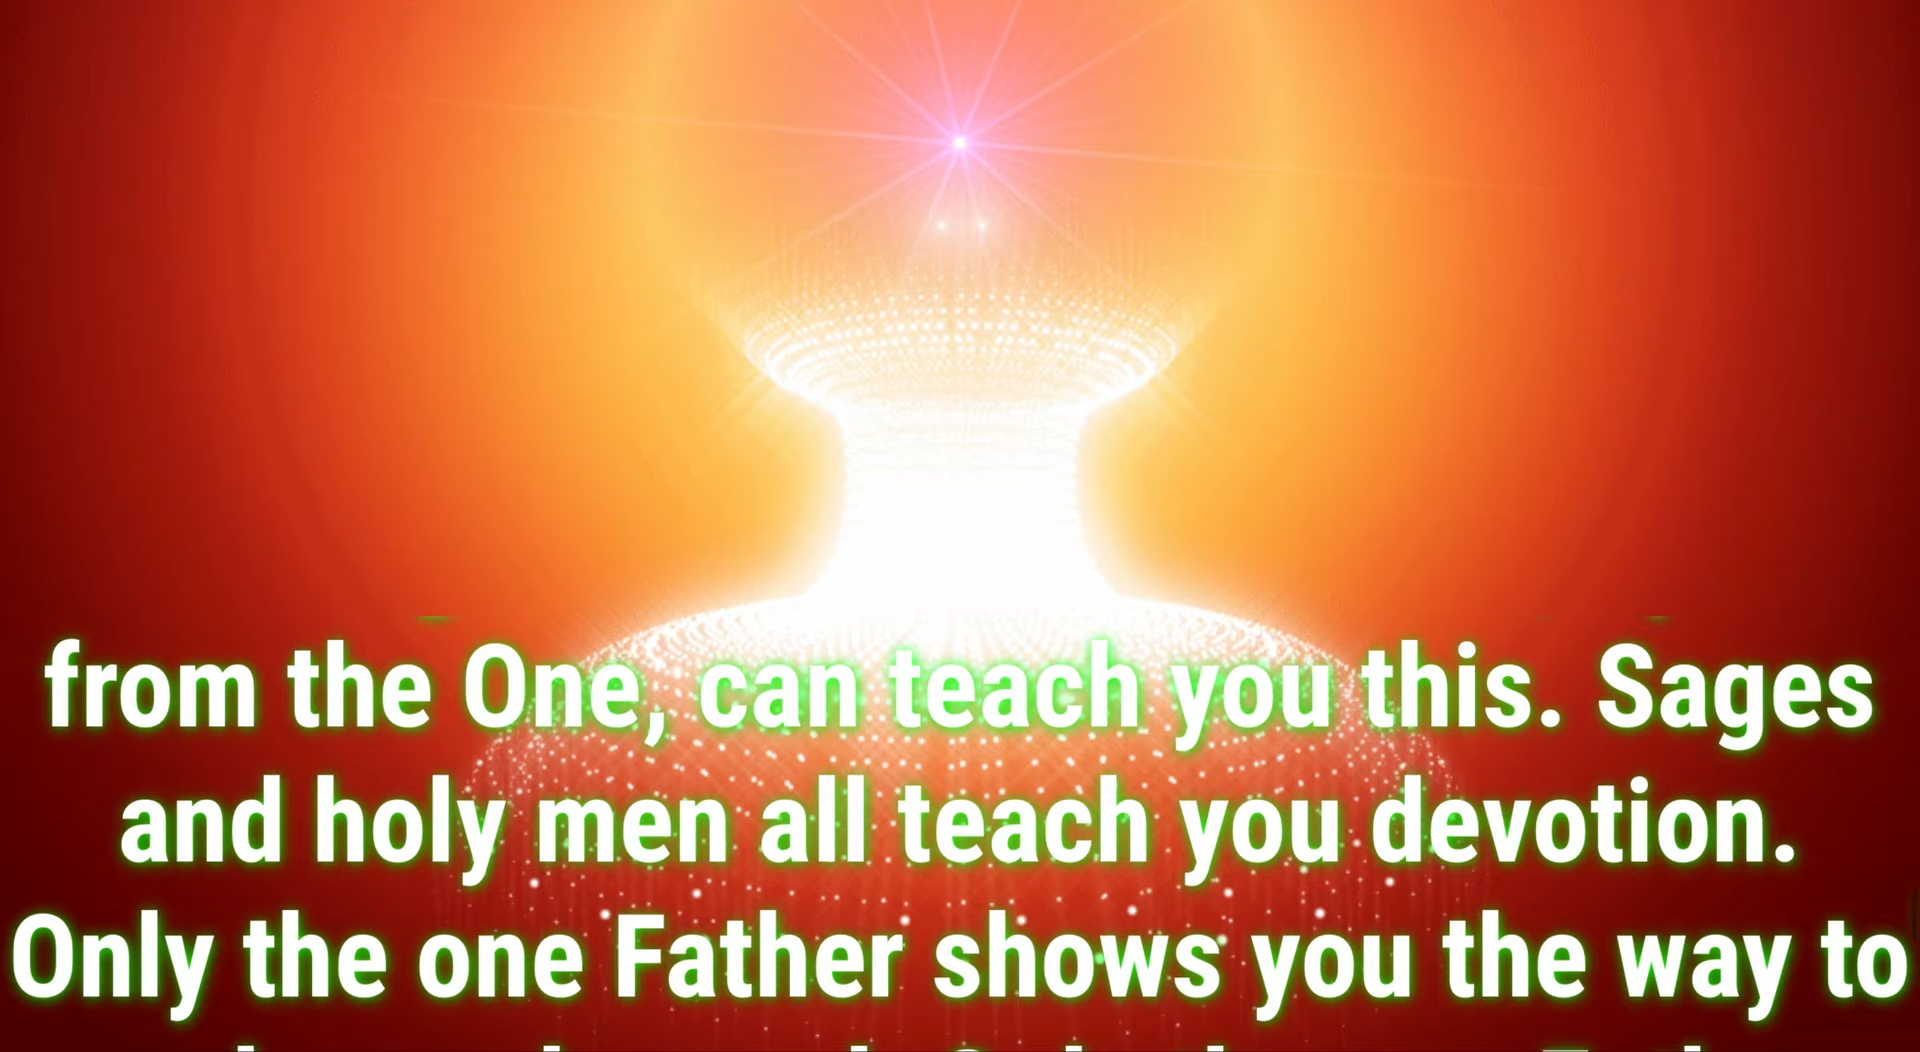 from the One, can teach you this. Sages
and holy men all teach you devotion.
Only the one Father shows you the way to